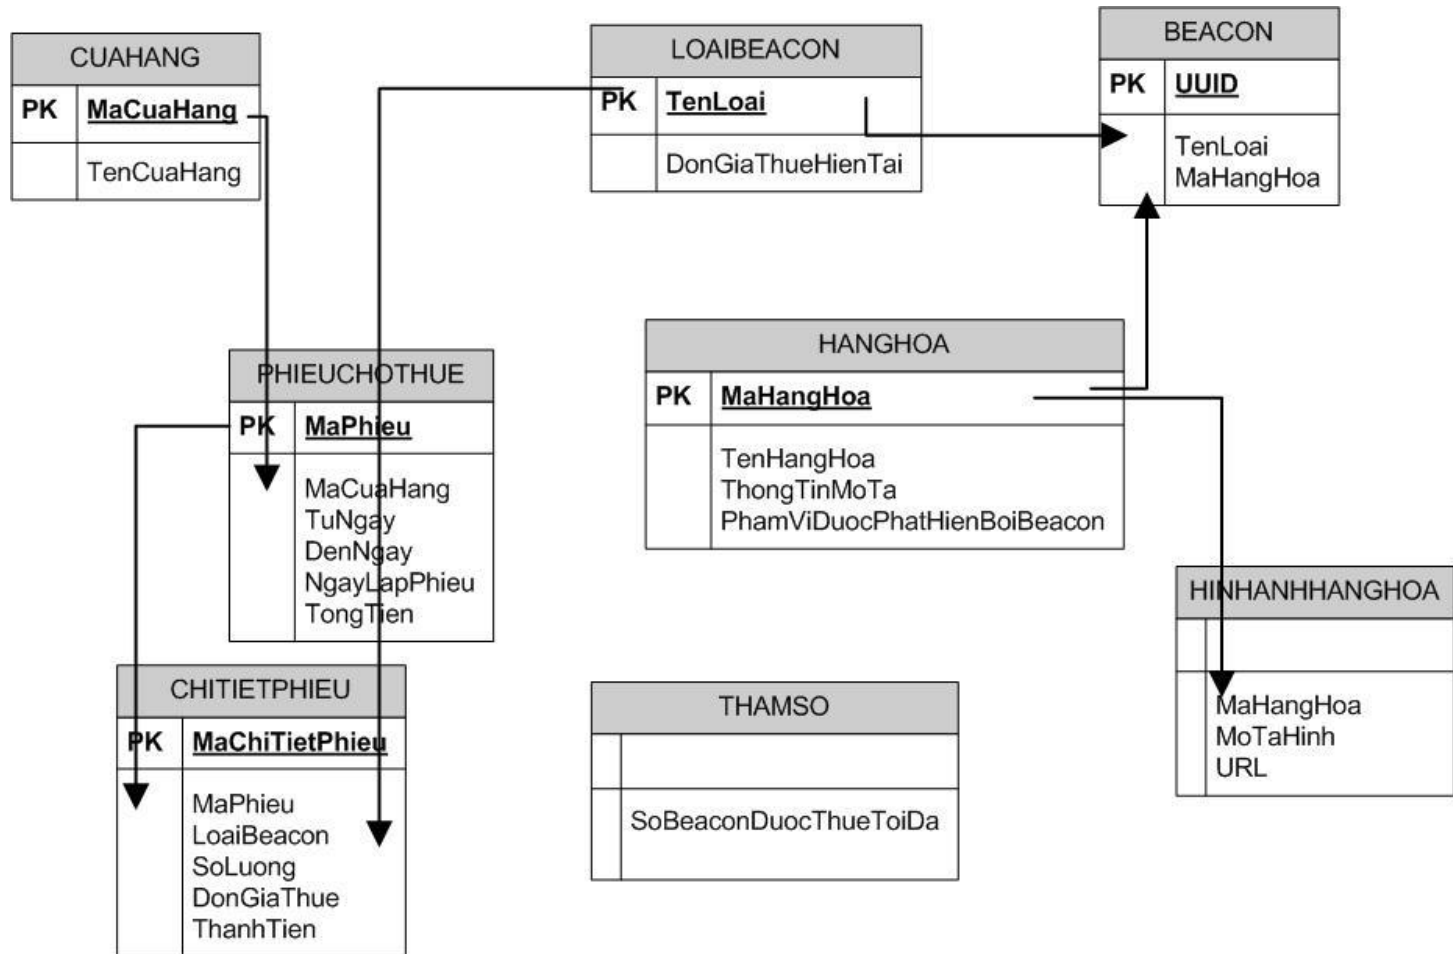 CUAHANG
PK MaCuaHang
TenCuaHang
LOAIBEACON
PK TenLoai
DonGiaThueHienTai
BEACON
PK UUID
TenLoai
MaHangHoa
PHIEUCHOTHUE
PK MaPhieu
MaCuaHang
TuNgay
DenNgay
NgayLapPhieu
TongTien
HANGHOA
PK MaHangHoa
TenHangHoa
ThongTinMoTa
PhamViDuocPhatHienBoiBeacon
HINHANHHANGHOA
MaHangHoa
MoTaHinh
URL
CHITIETPHIEU
PK MaChiTietPhieu
MaPhieu
LoaiBeacon
SoLuong
DonGiaThue
ThanhTien
THAMSO
SoBeaconDuocThueToiDa